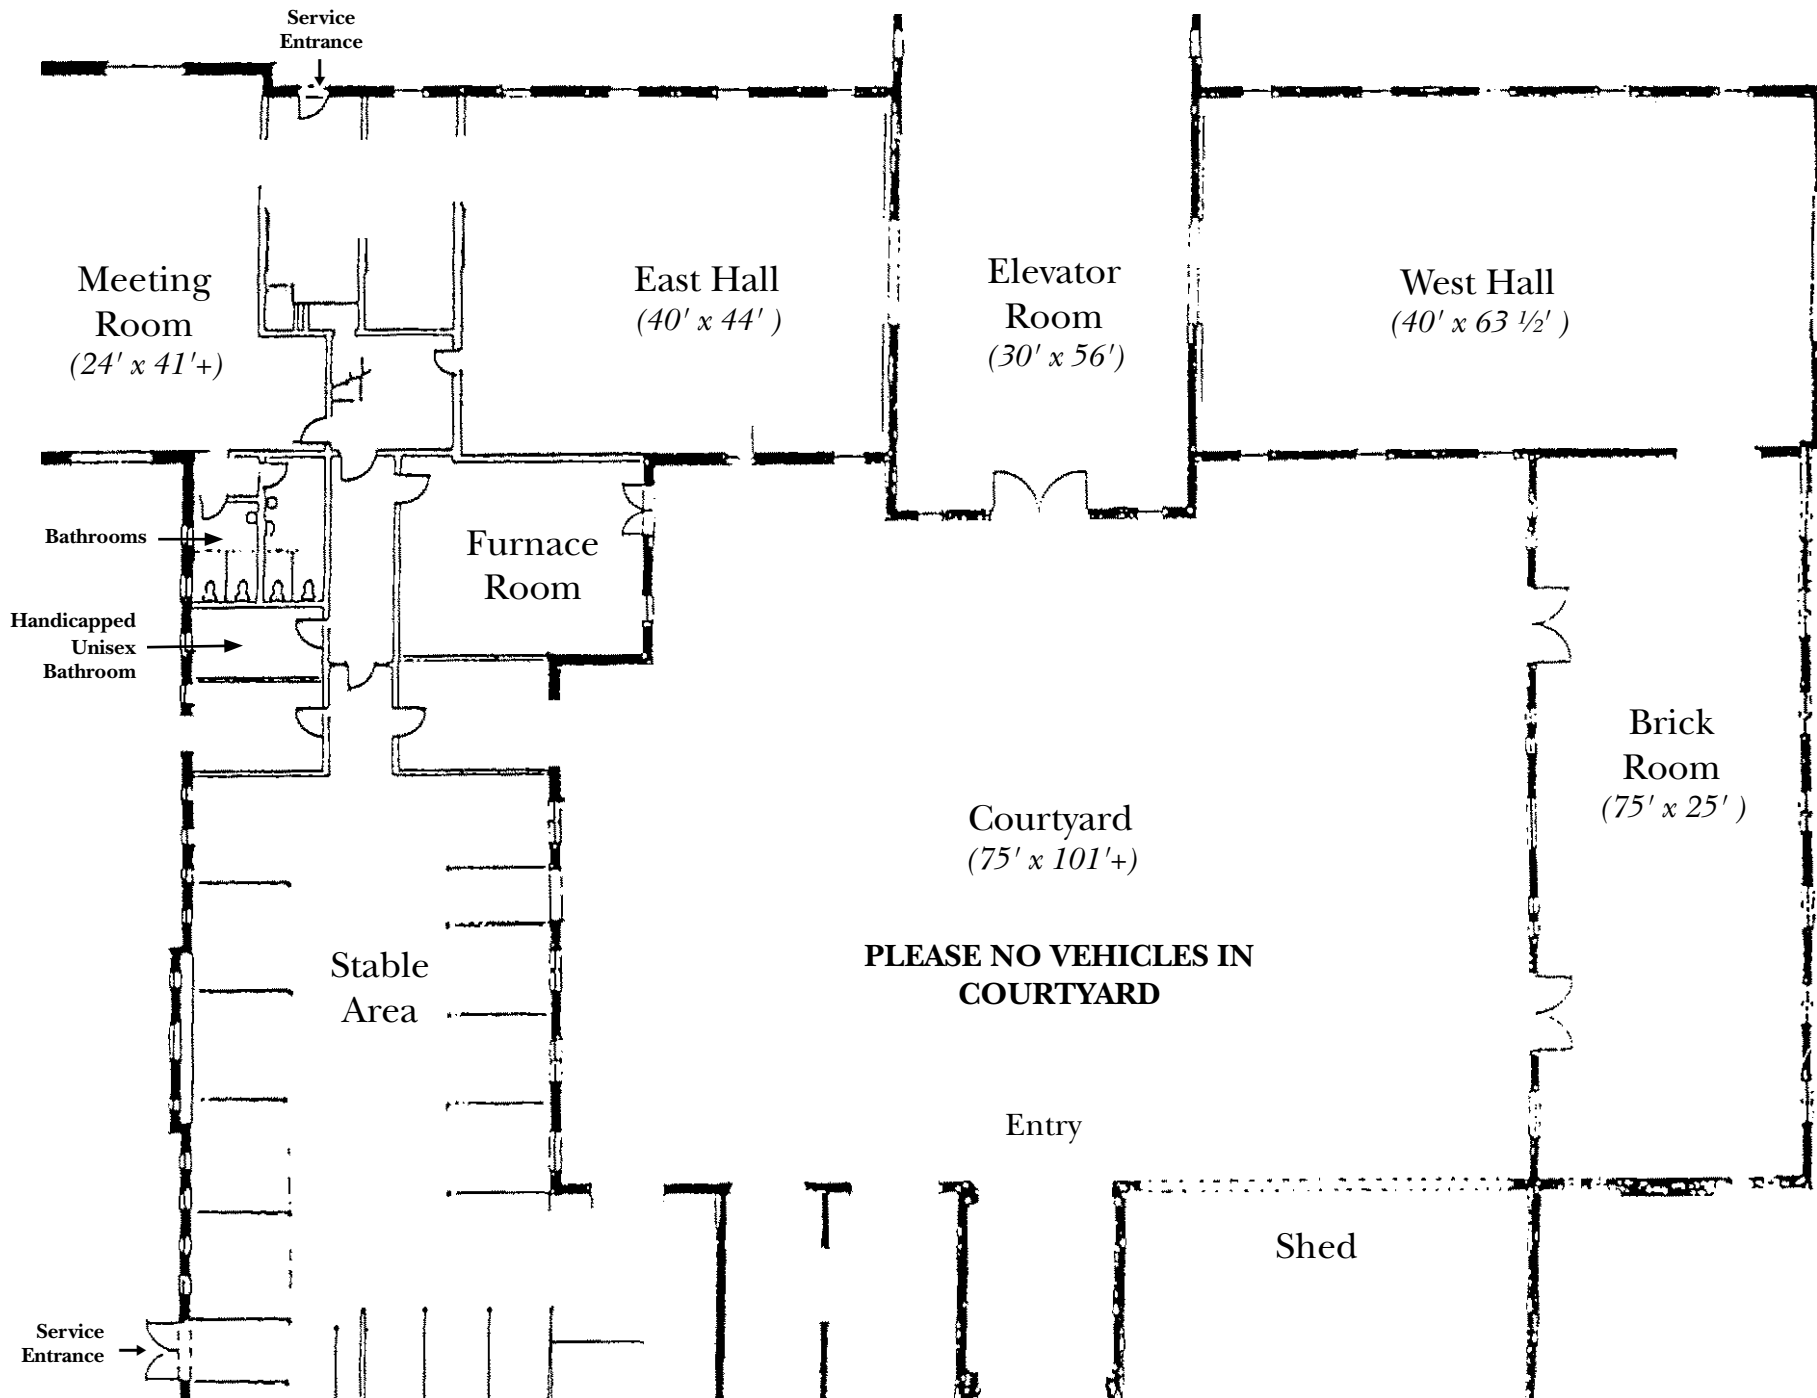 Service
Entrance
Meeting
Room
(24' x 41'+)
East Hall
(40' x 44' )
Elevator
Room
(30' x 56')
West Hall
(40' x 63 ½' )
Bathrooms
Furnace
Room
Handicapped
Unisex
Bathroom
Brick
Room
(75' x 25' )
Courtyard
(75' x 101'+)
Stable
Area
PLEASE NO VEHICLES IN
COURTYARD
Entry
Shed
Service
Entrance